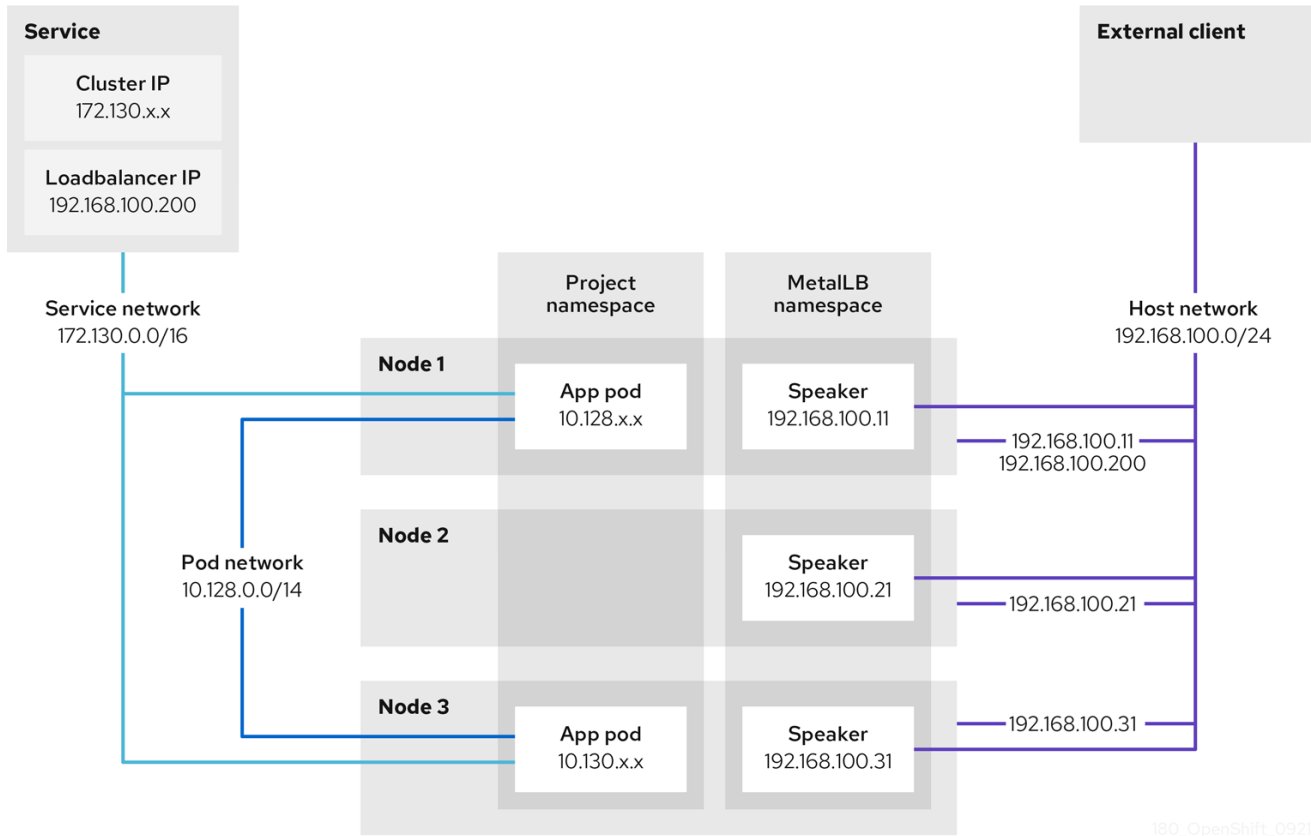 Service
Cluster IP
172.130.x.x
Loadbalancer IP
192.168.100.200
External client
Service network
172.130.0.0/16
Project
namespace
MetalLB
namespace
Host network
192.168.100.0/24
Node 1
App pod
10.128.x.x
Speaker
192.168.100.11
192.168.100.11
192.168.100.200
Node 2
Speaker
192.168.100.21
192.168.100.21
Pod network
10.128.0.0/14
Node 3
App pod
10.130.x.x
Speaker
192.168.100.31
192.168.100.31
180_OpenShift_0921